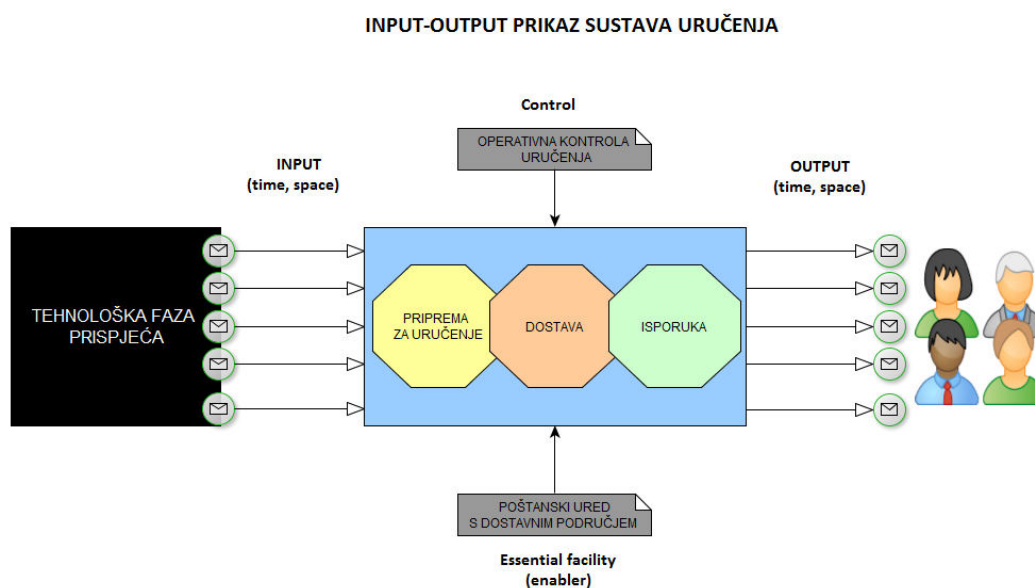 INPUT-OUTPUT PRIKAZ SUSTAVA URUČENJA
Control
OPERATIVNA KONTROLA
URUČENJA
INPUT
(time, space)
OUTPUT
(time, space)
TEHNOLOŠKA FAZA
PRISPJEĆA
PRIPREMA
ZA URUČENJE
DOSTAVA
ISPORUKA
POŠTANSKI URED
S DOSTAVNIM PODRUČJEM
Essential facility
(enabler)